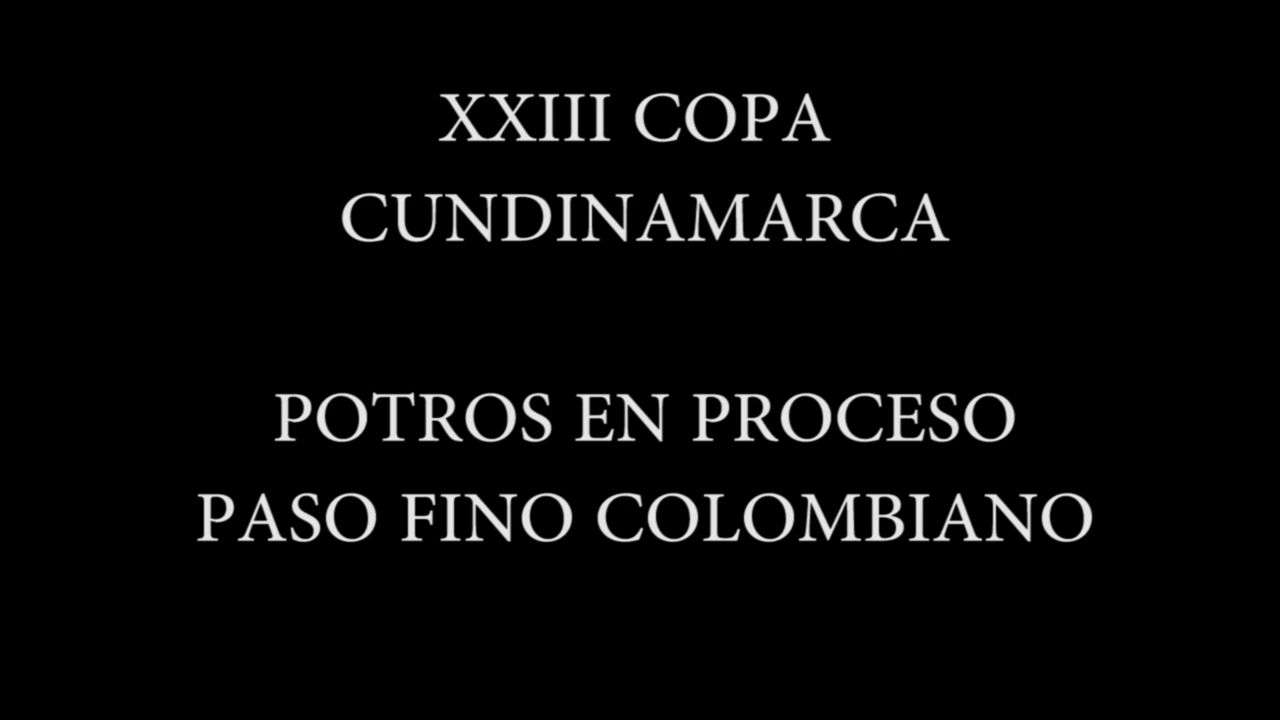 XXIII COPA
CUNDINAMARCA
POTROS EN PROCESO
PASO FINO COLOMBIANO